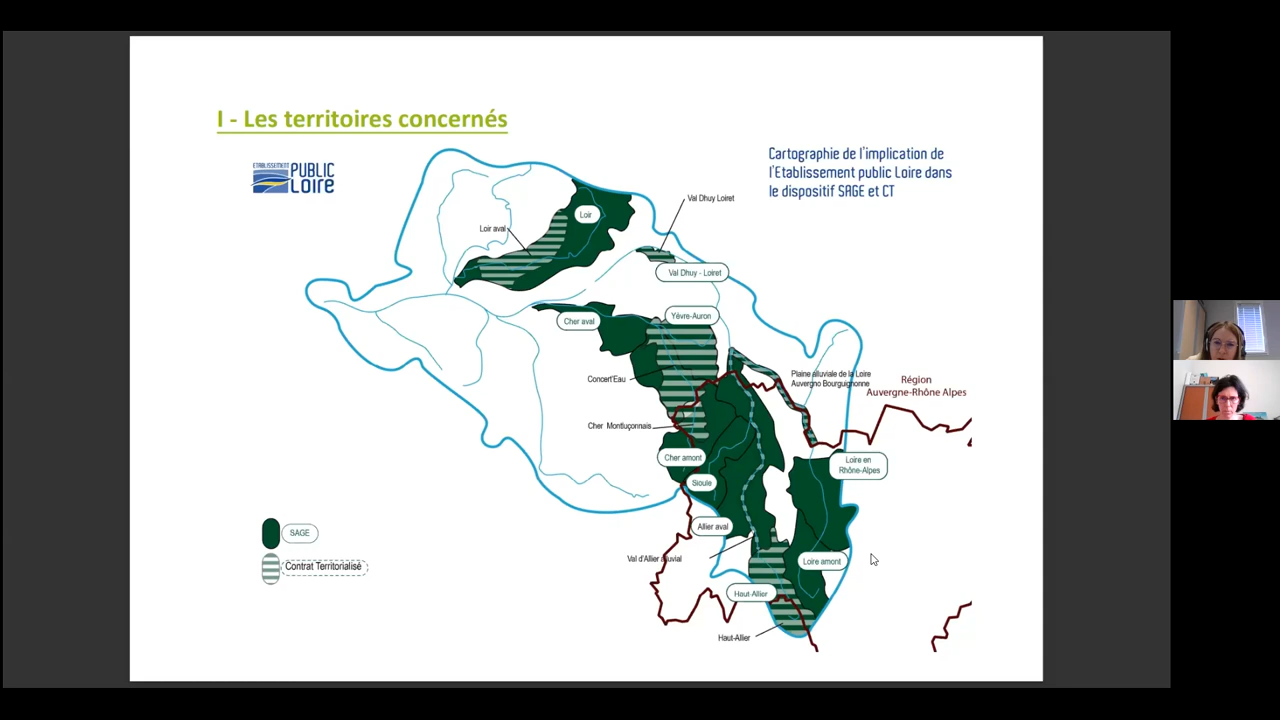 I - Les territoires concernés
ETABLISSEMENT
PUBLIC
LOIRE
Cartographie de l'implication de
l'Etablissement public Loire dans
le dispositif SAGE et CT
Val Dhuy Loiret
Loir
Loir aval
Val Dhuy - Loiret
Cher aval
Yèvre-Auron
Concert'Eau
Plaine alluviale de la Loire
Auvergno Bourguignonne
Région
Auvergne-Rhône Alpes
Cher Montluçonnais
Cher amont
Loire en
Rhône-Alpes
Sioule
Allier aval
SAGE
Val d'Allier alluvial
Loire amont
Contrat Territorialisé
Haut-Allier
Haut-Allier